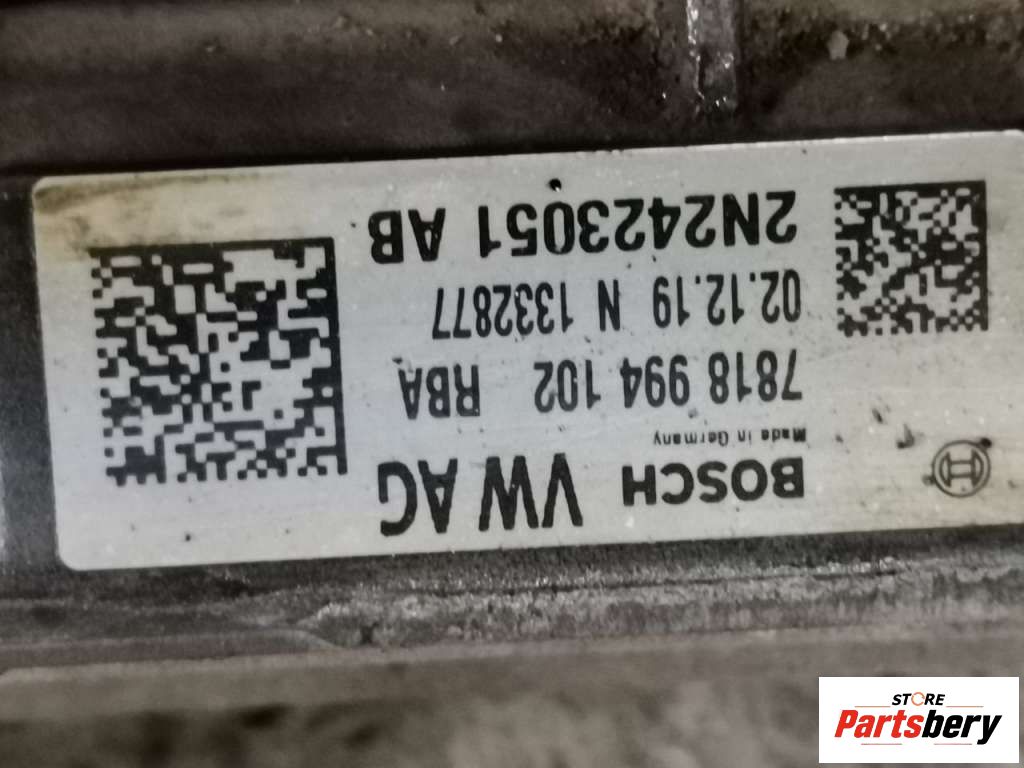 BOSCH VW AG
Made in Germany
7818 994 102 RBA
02.12.19 N 1332877
2N2423051 AB
STORE
Partsbery